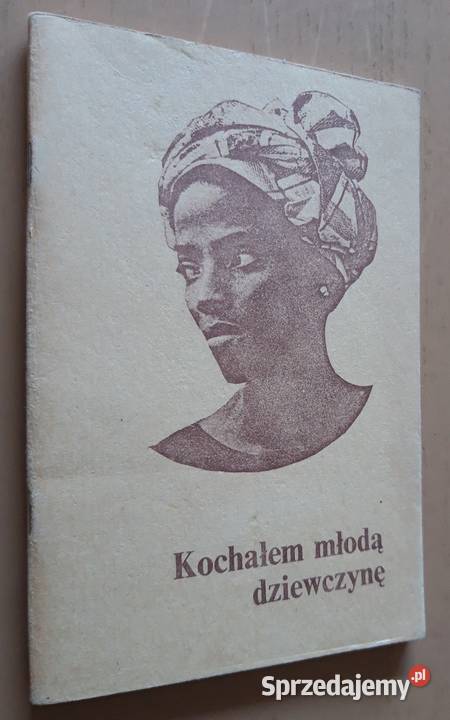 Kochałem młodą
dziewczynę
Sprzedajemy.pl